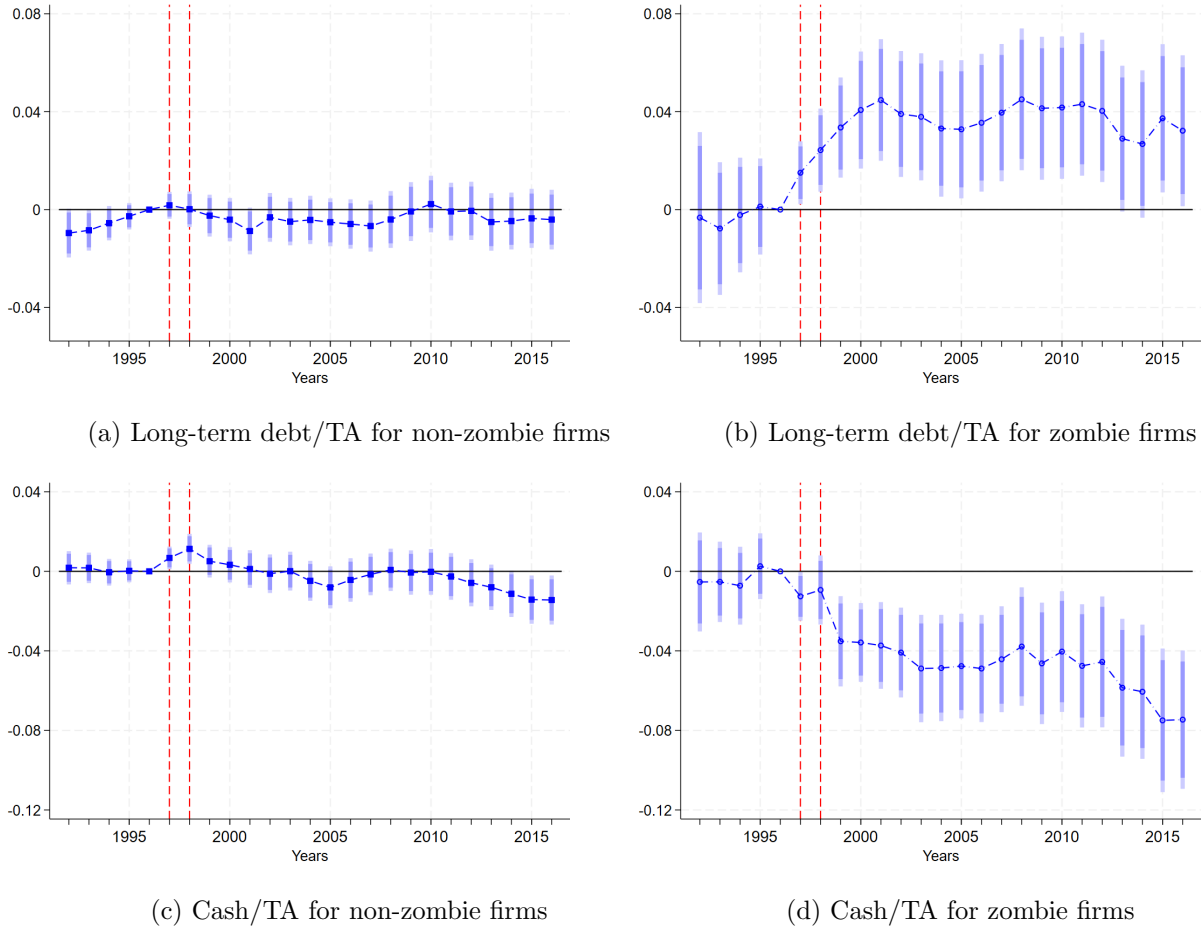 0.08
0.04
0
-0.04
1995 2000 2005 2010 2015
Years
(a) Long-term debt/TA for non-zombie firms
0.08
0.04
0
-0.04
1995 2000 2005 2010 2015
Years
(b) Long-term debt/TA for zombie firms
0.04
0
-0.04
-0.08
-0.12
1995 2000 2005 2010 2015
Years
(c) Cash/TA for non-zombie firms
0.04
0
-0.04
-0.08
-0.12
1995 2000 2005 2010 2015
Years
(d) Cash/TA for zombie firms